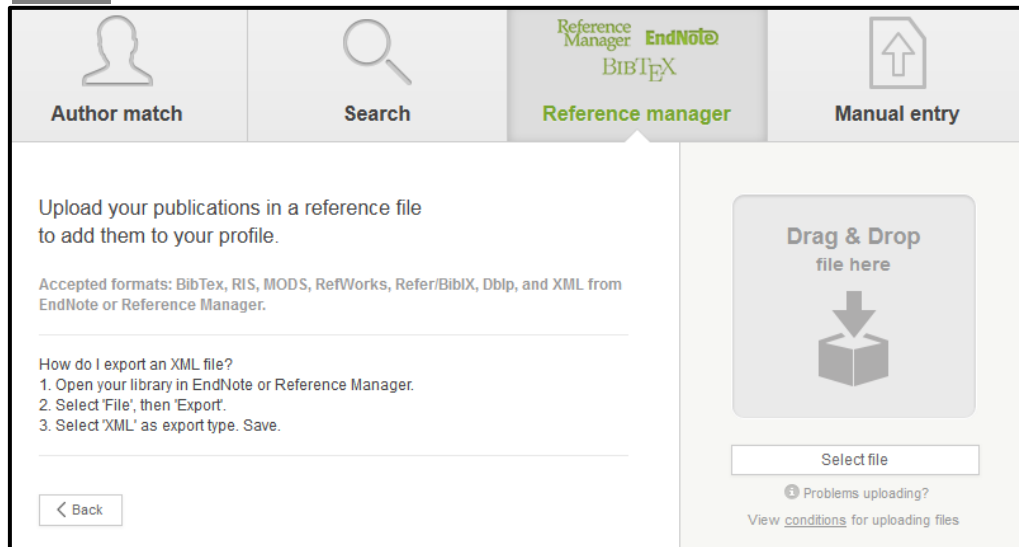 Reference
Manager EndNote
BIBTEX
Author match
Search
Reference manager
Manual entry
Upload your publications in a reference file
to add them to your profile.
Accepted formats: BibTex, RIS, MODS, RefWorks, Refer/BibIX, Dblp, and XML from
EndNote or Reference Manager.
How do I export an XML file?
1. Open your library in EndNote or Reference Manager.
2. Select 'File', then 'Export'.
3. Select 'XML' as export type. Save.
Back
Drag & Drop
file here
Select file
Problems uploading?
View conditions for uploading files